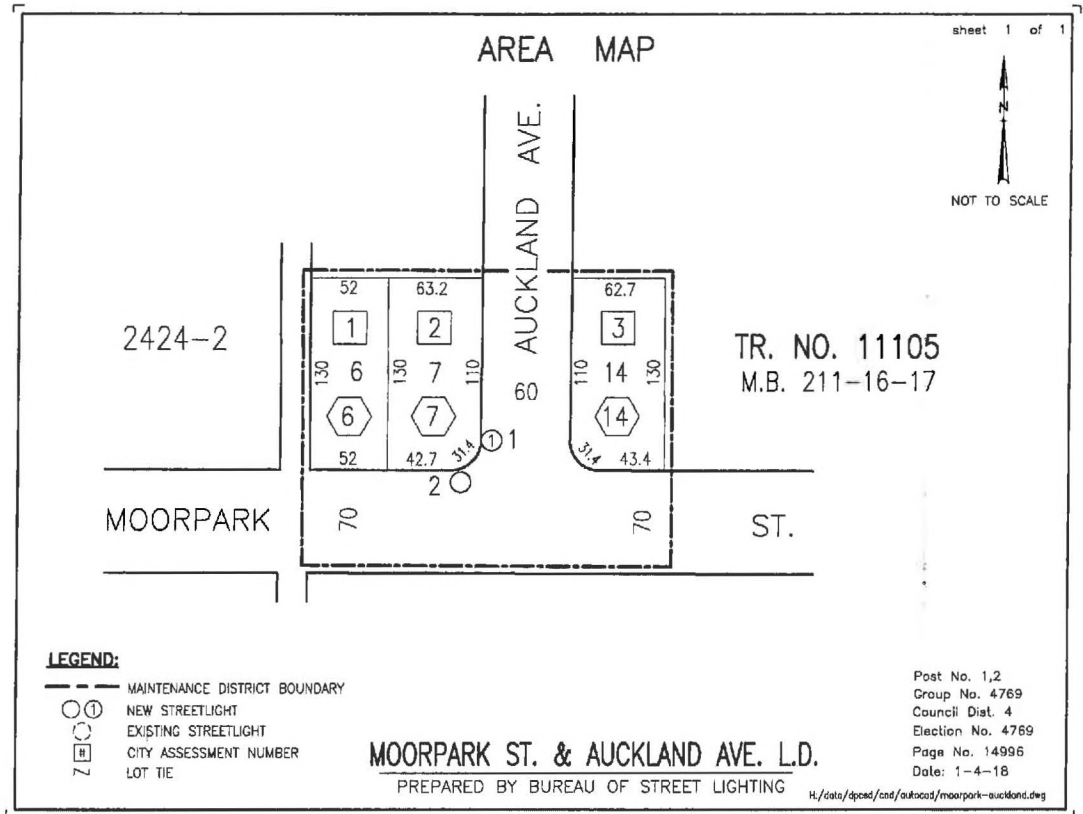 sheet 1 of 1
AREA MAP
N
NOT TO SCALE
AUCKLAND AVE.
60
2424-2
TR. NO. 11105
M.B. 211-16-17
52
63.2
62.7
1
2
3
130
6
130
7
110
110
14
130
6
7
14
1
1
52
42.7
31.4
31.4
43.4
2
MOORPARK
70
70
ST.
LEGEND:
MAINTENANCE DISTRICT BOUNDARY
1 NEW STREETLIGHT
EXISTING STREETLIGHT
# CITY ASSESSMENT NUMBER
LOT TIE
MOORPARK ST. & AUCKLAND AVE. L.D.
PREPARED BY BUREAU OF STREET LIGHTING
Post No. 1,2
Group No. 4769
Council Dist. 4
Election No. 4769
Page No. 14996
Date: 1-4-18
H:/data/dpcsd/cad/autocad/moorpark-auckland.dwg